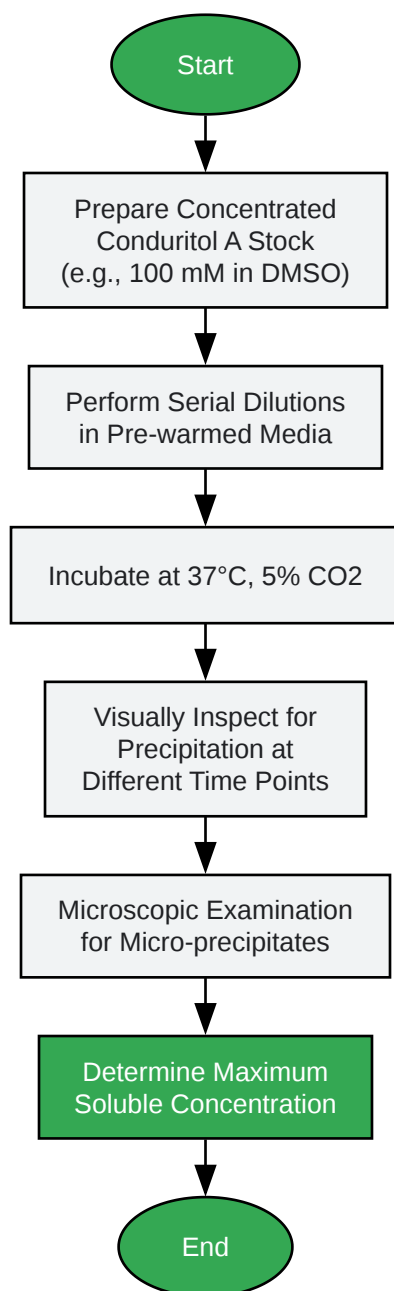 Start
Prepare Concentrated
Conduritol A Stock
(e.g., 100 mM in DMSO)
Perform Serial Dilutions
in Pre-warmed Media
Incubate at 37°C, 5% CO2
Visually Inspect for
Precipitation at
Different Time Points
Microscopic Examination
for Micro-precipitates
Determine Maximum
Soluble Concentration
End